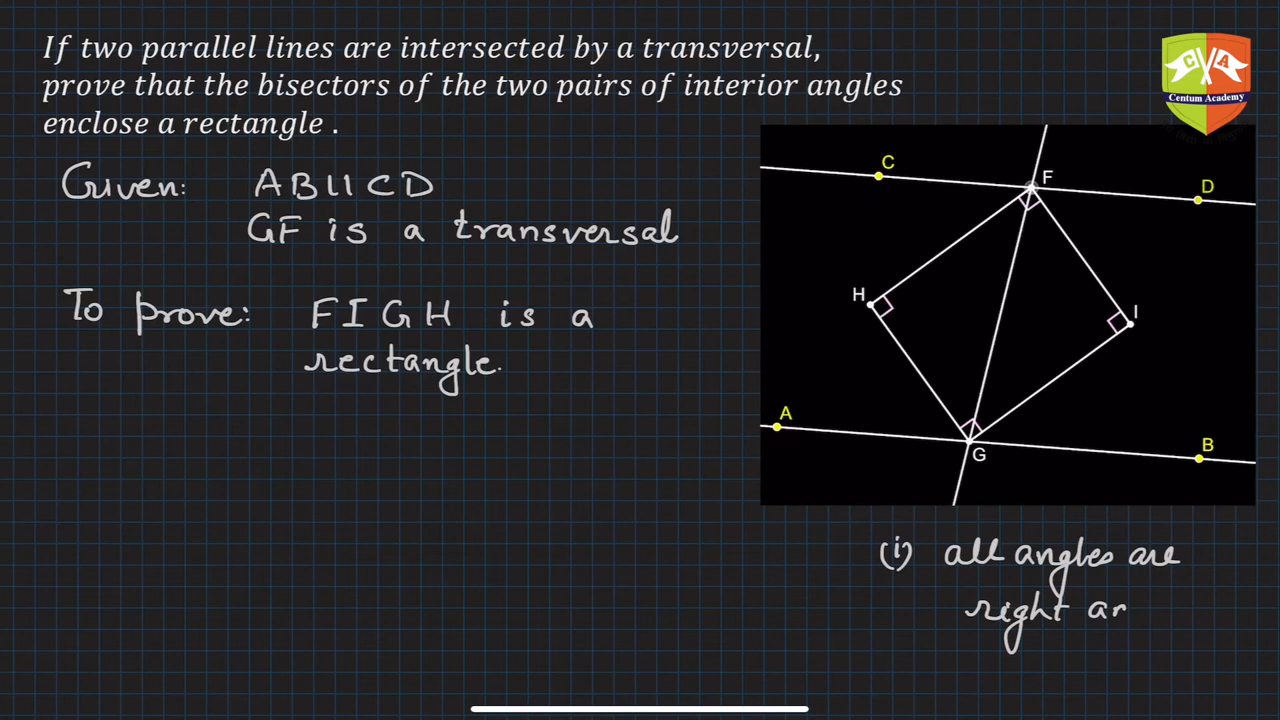 If two parallel lines are intersected by a transversal,
prove that the bisectors of the two pairs of interior angles
enclose a rectangle .
C A
Centum Academy
Given: AB || CD
GF is a transversal
To prove: FIGH is a
rectangle.
C
F
D
H
I
A
B
G
(i) all angles are
right ar